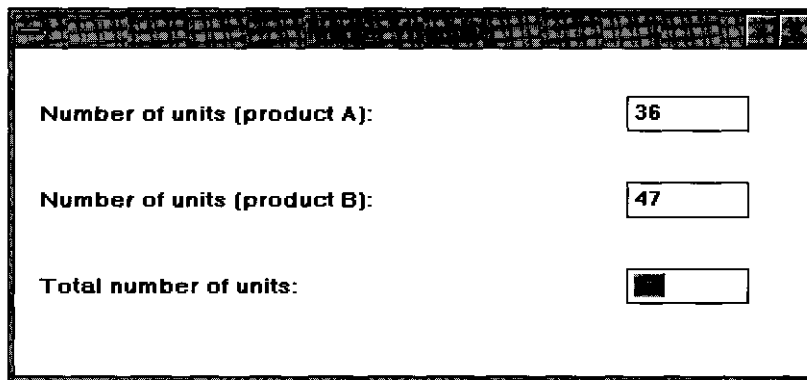 Number of units (product A): 36
Number of units (product B): 47
Total number of units: